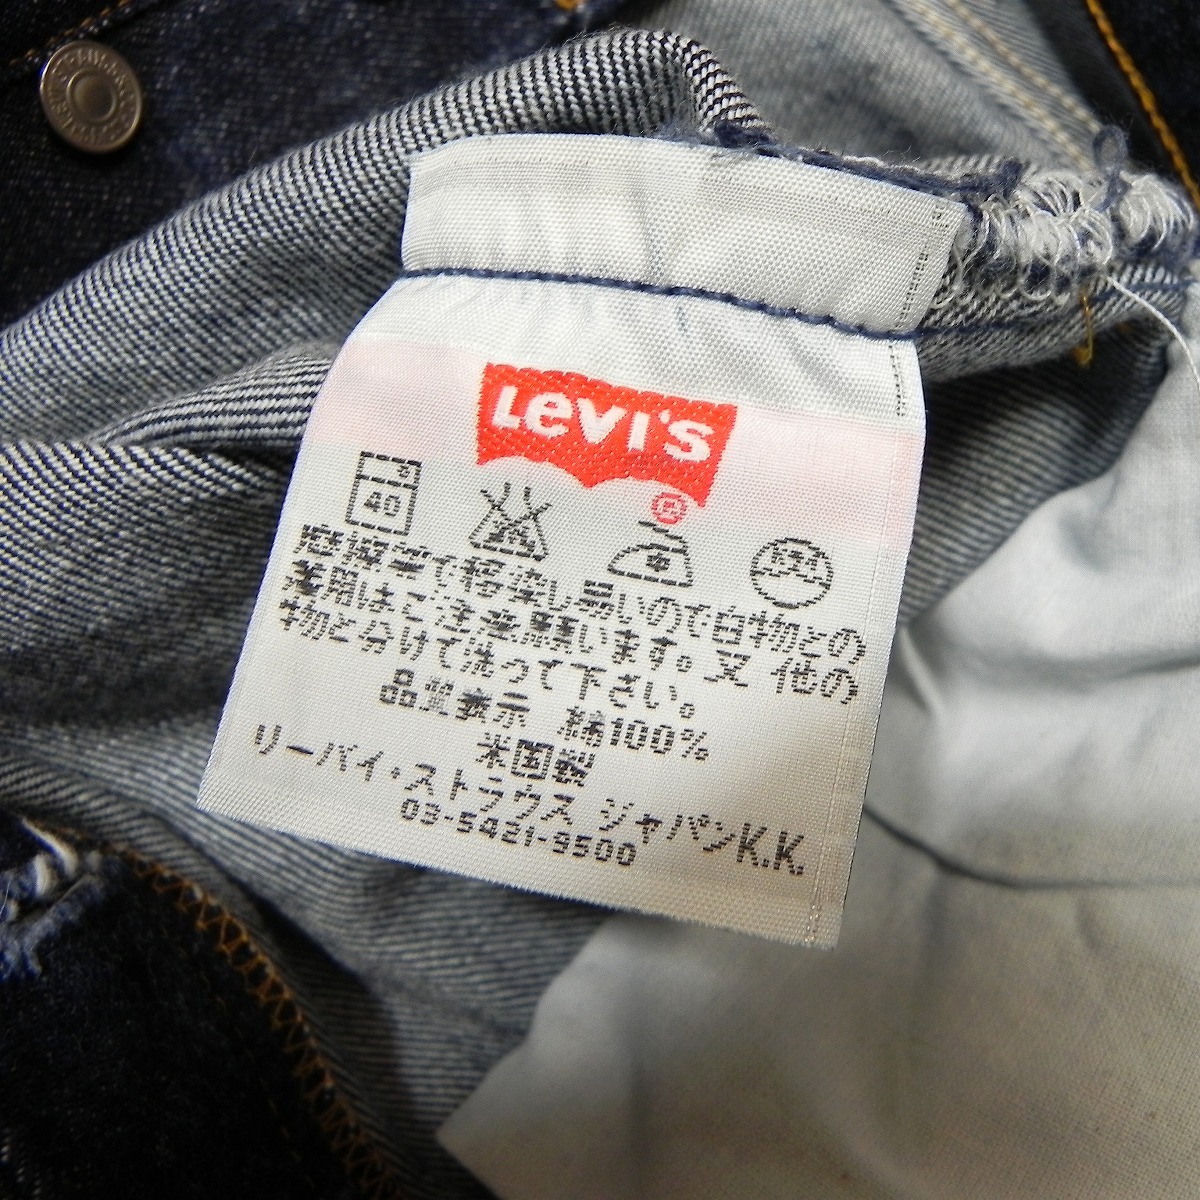 Levi's
®
40
摩擦等で移染し易いので白物との
着用はご注意願います。又 他の
物と分けて洗って下さい。
品質表示 綿100%
米国製
リーバイ・ストラウス ジャパンK.K.
03-5421-9500